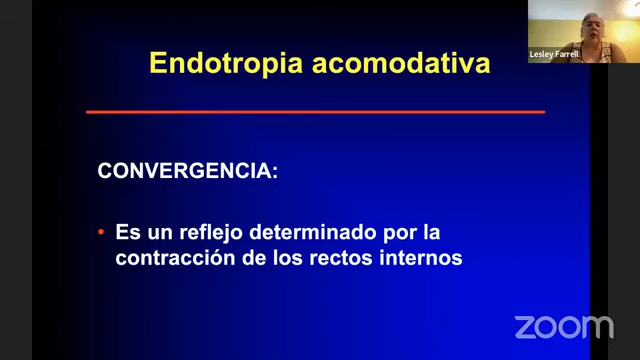 Lesley Farrell
Endotropia acomodativa
CONVERGENCIA:
• Es un reflejo determinado por la
contracción de los rectos internos
zoom